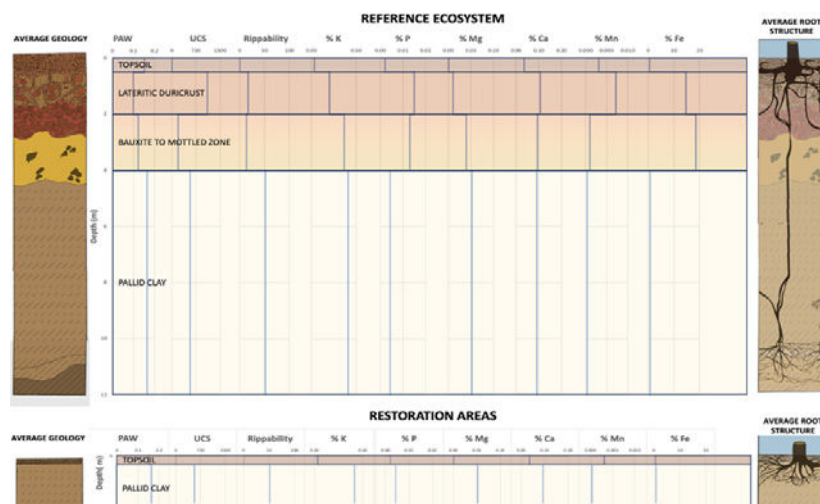 REFERENCE ECOSYSTEM
AVERAGE GEOLOGY
PAW UCS Rippability % K % P % Mg % Ca % Mn % Fe
AVERAGE ROOT
STRUCTURE
TOPSOIL
LATERITIC DURICRUST
BAUXITE TO MOTTLED ZONE
Depth (m)
PALLID CLAY
RESTORATION AREAS
AVERAGE GEOLOGY
PAW UCS Rippability % K % P % Mg % Ca % Mn % Fe
AVERAGE ROOT
STRUCTURE
TOPSOIL
Depth( m)
PALLID CLAY